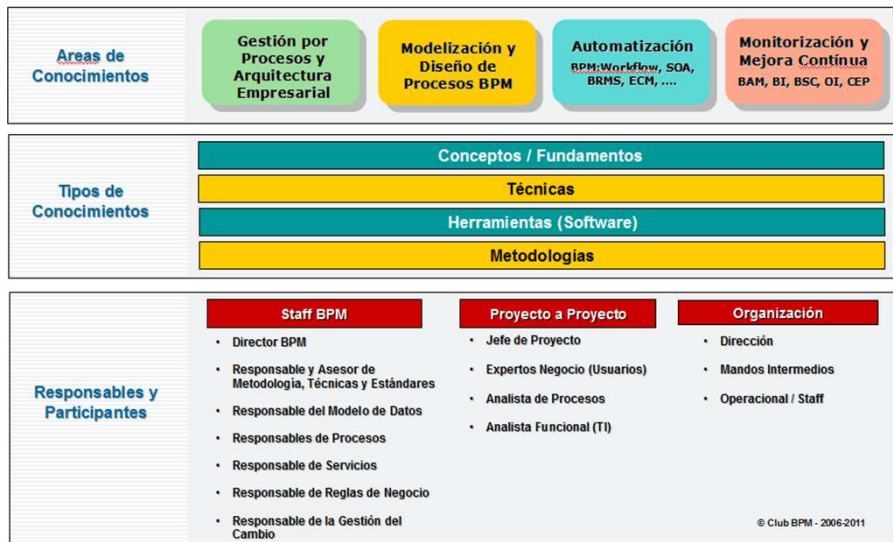 Areas de
Conocimientos
Gestión por
Procesos y
Arquitectura
Empresarial
Modelización y
Diseño de
Procesos BPM
Automatización
BPM:Workflow, SOA,
BRMS, ECM, ....
Monitorización y
Mejora Contínua
BAM, BI, BSC, OI, CEP
Tipos de
Conocimientos
Conceptos / Fundamentos
Técnicas
Herramientas (Software)
Metodologías
Responsables y
Participantes
Staff BPM
• Director BPM
• Responsable y Asesor de
Metodología, Técnicas y Estándares
• Responsable del Modelo de Datos
• Responsables de Procesos
• Responsable de Servicios
• Responsable de Reglas de Negocio
• Responsable de la Gestión del
Cambio
Proyecto a Proyecto
• Jefe de Proyecto
• Expertos Negocio (Usuarios)
• Analista de Procesos
• Analista Funcional (TI)
Organización
• Dirección
• Mandos Intermedios
• Operacional / Staff
© Club BPM - 2006-2011